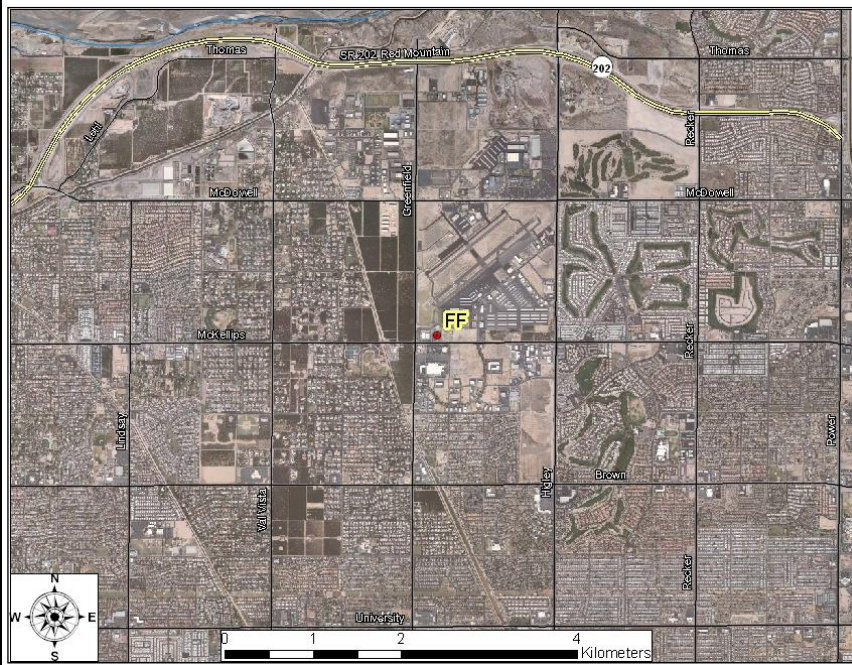 Thomas
SR 202 Red Mountain
Thomas
202
Lehi
Recker
McDowell
Greenfield
McDowell
FF
McKellips
Recker
Lindsay
Power
Val Vista
Higley
Brown
Recker
University
N
W
E
S
0 1 2 4
Kilometers